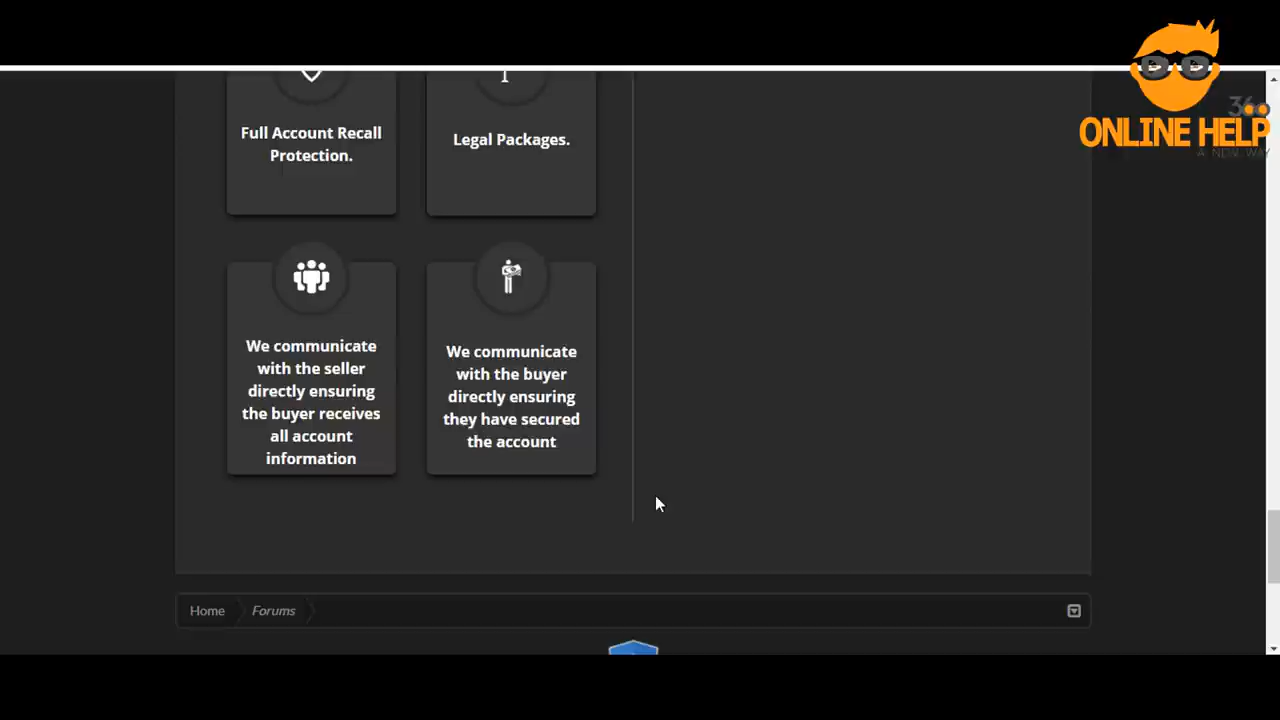 ONLINE HELP
A NEW WAY
Full Account Recall
Protection.
Legal Packages.
We communicate
with the seller
directly ensuring
the buyer receives
all account
information
We communicate
with the buyer
directly ensuring
they have secured
the account
Home
Forums